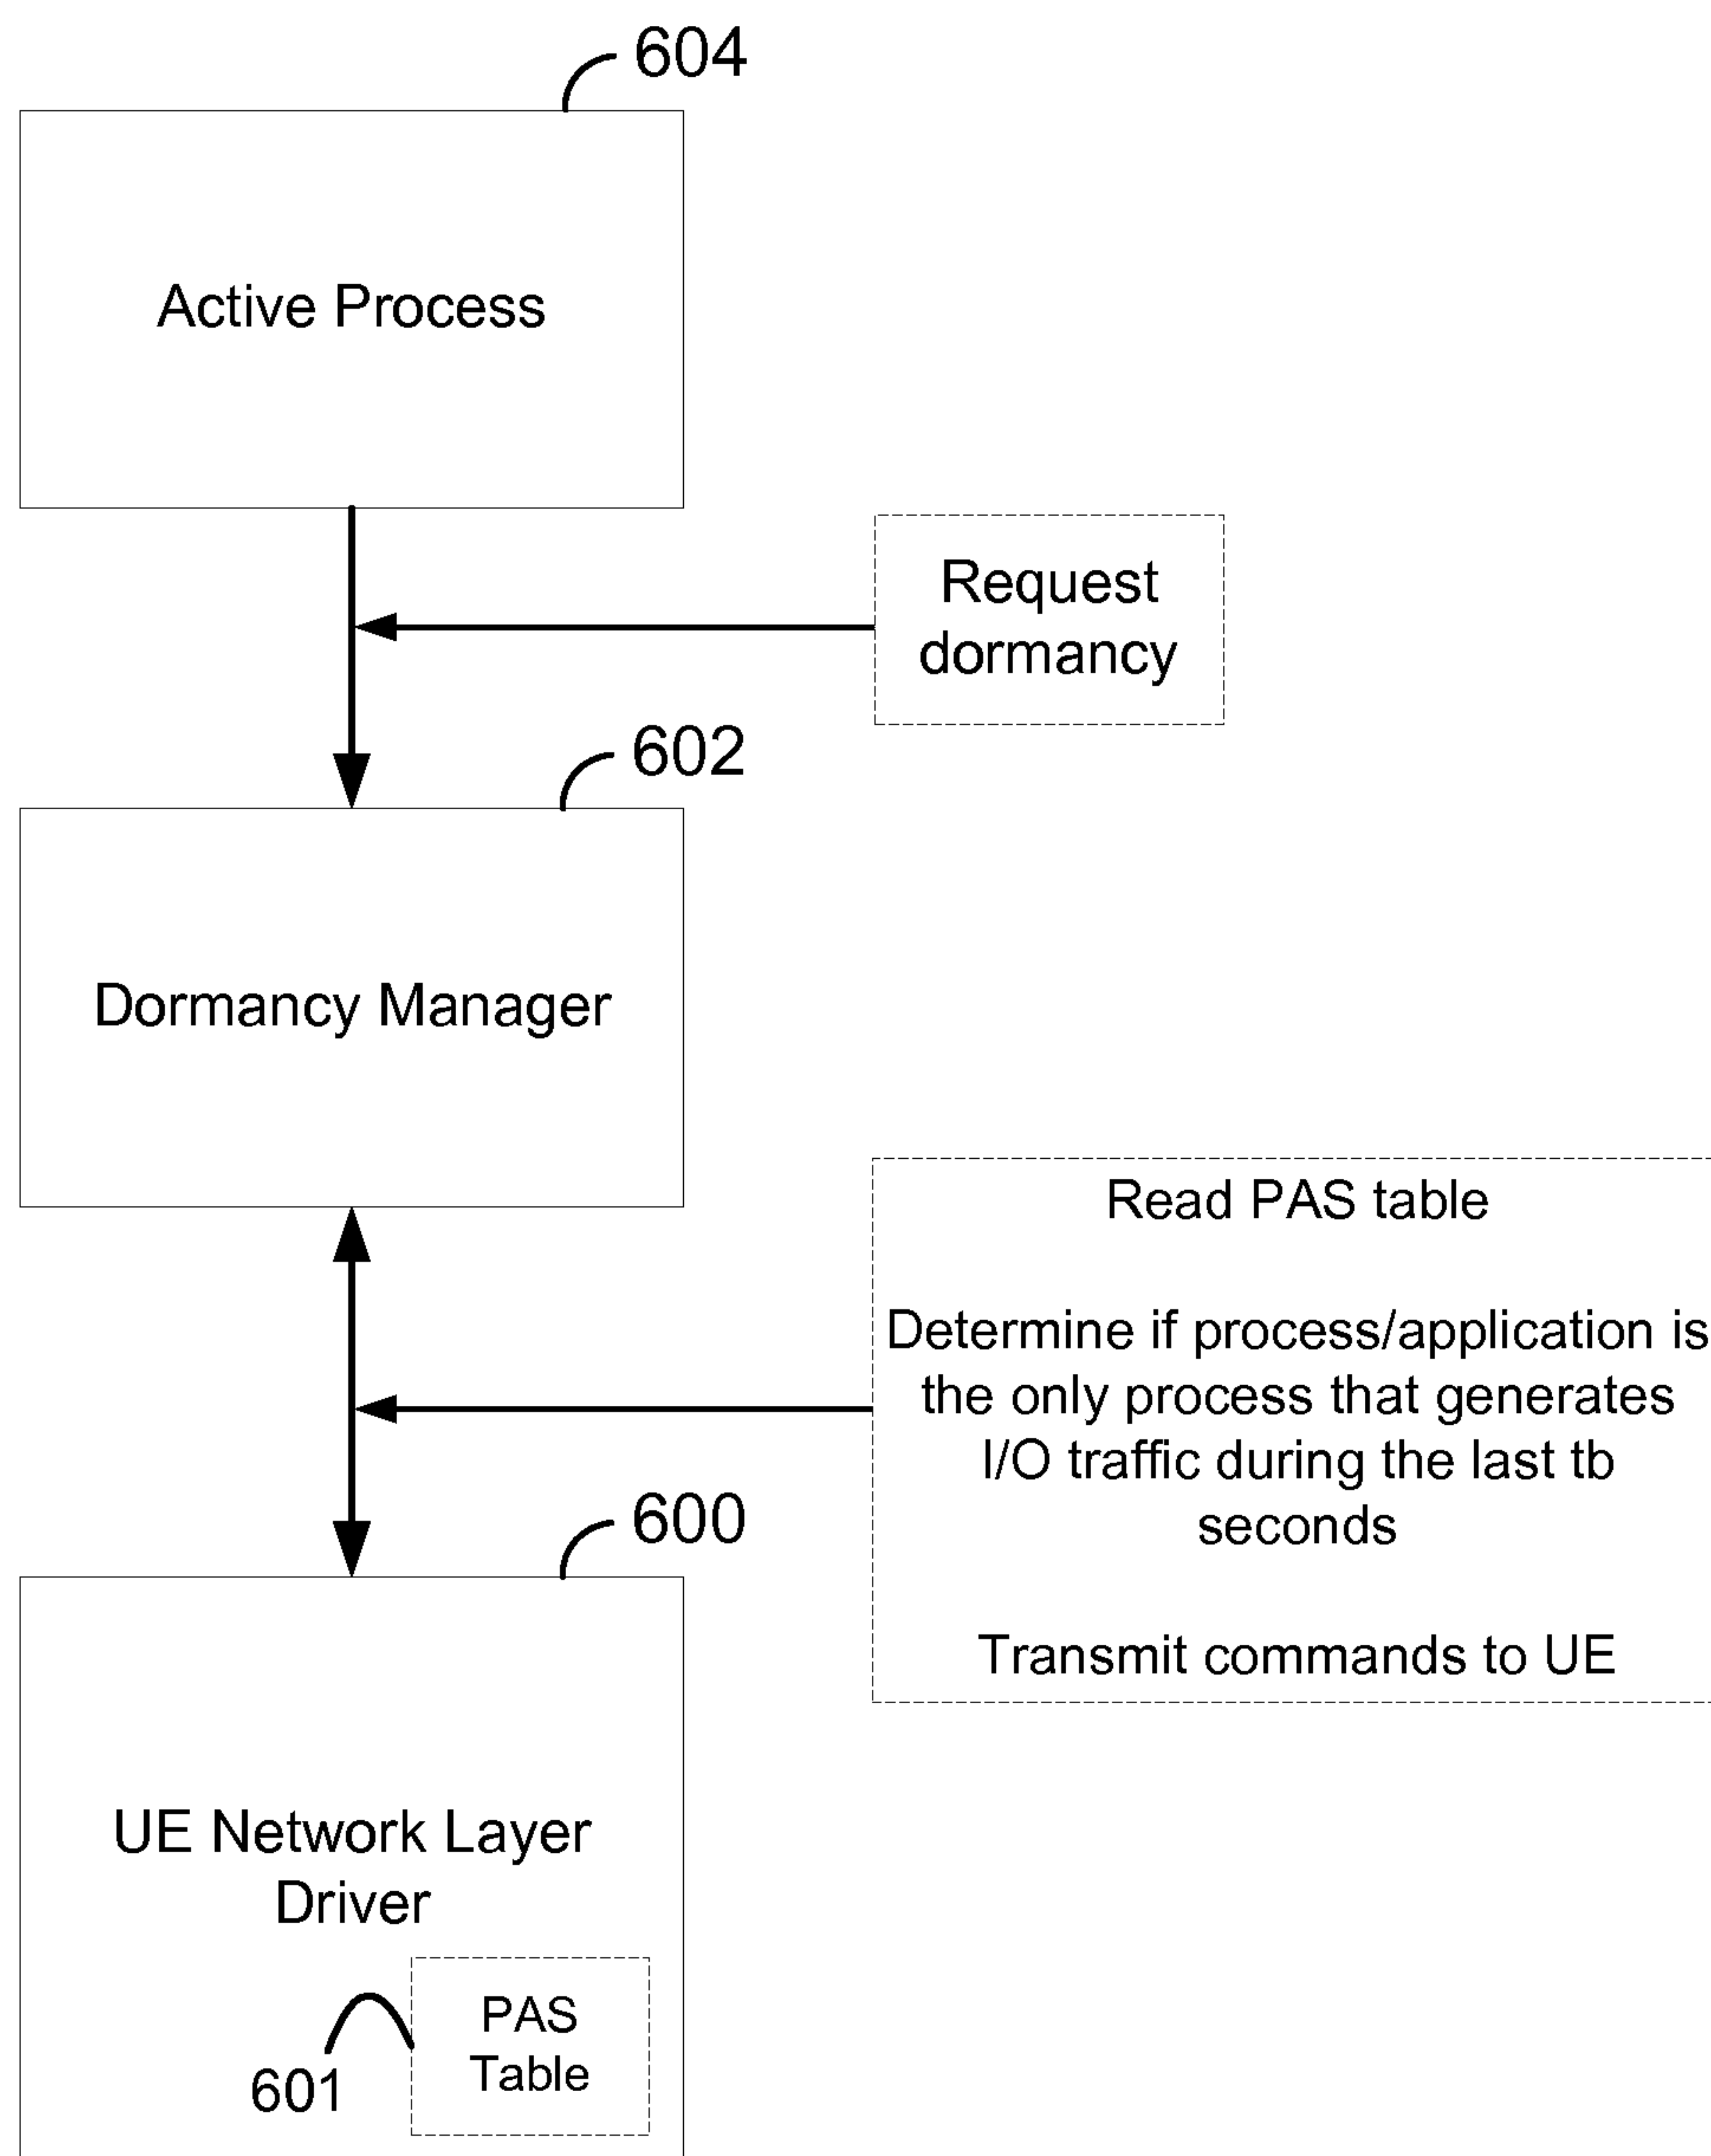 604
Active Process
Request
dormancy
602
Dormancy Manager
Read PAS table
Determine if process/application is
the only process that generates
I/O traffic during the last tb
seconds
Transmit commands to UE
600
UE Network Layer
Driver
PAS
Table
601